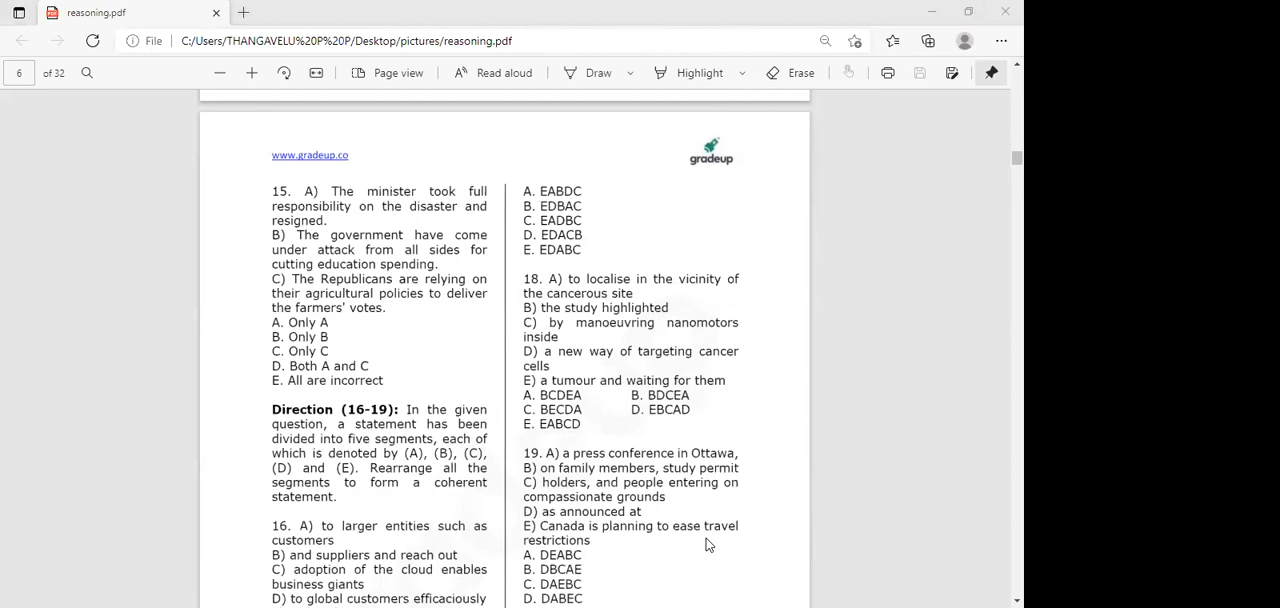 reasoning.pdf
File
C:/Users/THANGAVELU%20P%20P/Desktop/pictures/reasoning.pdf
6 of 32
Page view
Read aloud
Draw
Highlight
Erase
www.gradeup.co
gradeup
15. A) The minister took full
responsibility on the disaster and
resigned.
B) The government have come
under attack from all sides for
cutting education spending.
C) The Republicans are relying on
their agricultural policies to deliver
the farmers' votes.
A. Only A
B. Only B
C. Only C
D. Both A and C
E. All are incorrect
Direction (16-19): In the given
question, a statement has been
divided into five segments, each of
which is denoted by (A), (B), (C),
(D) and (E). Rearrange all the
segments to form a coherent
statement.
16. A) to larger entities such as
customers
B) and suppliers and reach out
C) adoption of the cloud enables
business giants
D) to global customers efficaciously
A. EABDC
B. EDBAC
C. EADBC
D. EDACB
E. EDABC
18. A) to localise in the vicinity of
the cancerous site
B) the study highlighted
C) by manoeuvring nanomotors
inside
D) a new way of targeting cancer
cells
E) a tumour and waiting for them
A. BCDEA B. BDCEA
C. BECDA D. EBCAD
E. EABCD
19. A) a press conference in Ottawa,
B) on family members, study permit
C) holders, and people entering on
compassionate grounds
D) as announced at
E) Canada is planning to ease travel
restrictions
A. DEABC
B. DBCAE
C. DAEBC
D. DABEC